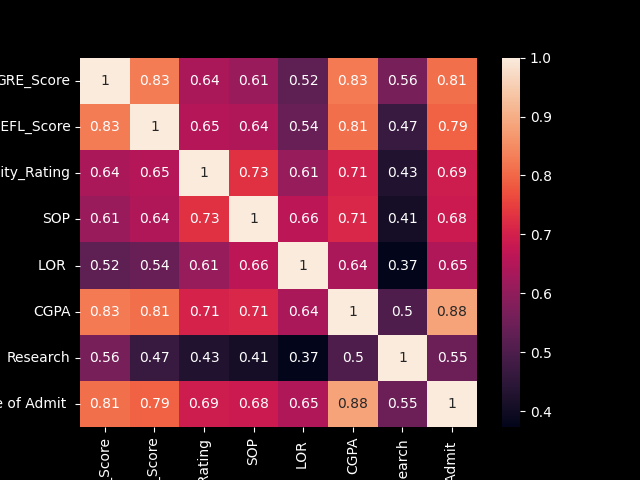 GRE_Score 1 0.83 0.64 0.61 0.52 0.83 0.56 0.81 1.0
EFL_Score 0.83 1 0.65 0.64 0.54 0.81 0.47 0.79 0.9
ity_Rating 0.64 0.65 1 0.73 0.61 0.71 0.43 0.69 0.8
SOP 0.61 0.64 0.73 1 0.66 0.71 0.41 0.68 0.7
LOR 0.52 0.54 0.61 0.66 1 0.64 0.37 0.65 0.6
CGPA 0.83 0.81 0.71 0.71 0.64 1 0.5 0.88
Research 0.56 0.47 0.43 0.41 0.37 0.5 1 0.55 0.5
e of Admit 0.81 0.79 0.69 0.68 0.65 0.88 0.55 1 0.4
_Score _Score Rating SOP LOR CGPA earch Admit